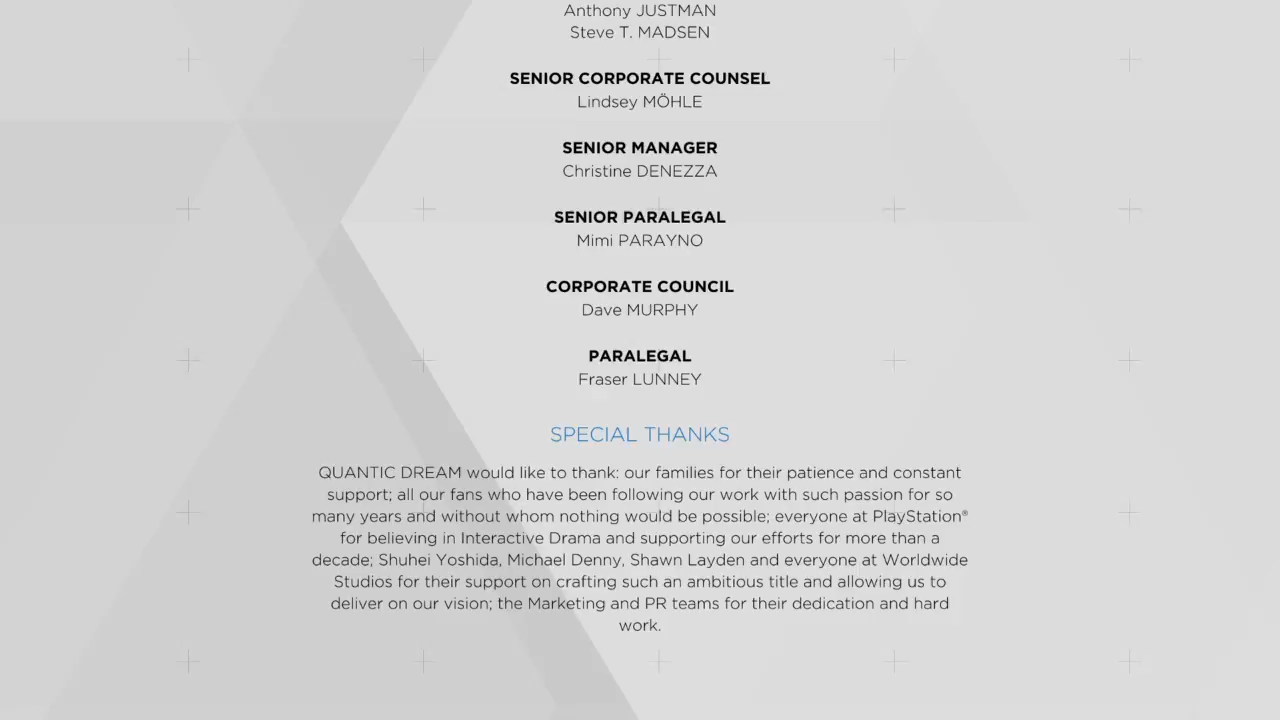 Anthony JUSTMAN
Steve T. MADSEN
SENIOR CORPORATE COUNSEL
Lindsey MÖHLE
SENIOR MANAGER
Christine DENEZZA
SENIOR PARALEGAL
Mimi PARAYNO
CORPORATE COUNCIL
Dave MURPHY
PARALEGAL
Fraser LUNNEY
SPECIAL THANKS
QUANTIC DREAM would like to thank: our families for their patience and constant
support; all our fans who have been following our work with such passion for so
many years and without whom nothing would be possible; everyone at PlayStation®
for believing in Interactive Drama and supporting our efforts for more than a
decade; Shuhei Yoshida, Michael Denny, Shawn Layden and everyone at Worldwide
Studios for their support on crafting such an ambitious title and allowing us to
deliver on our vision; the Marketing and PR teams for their dedication and hard
work.